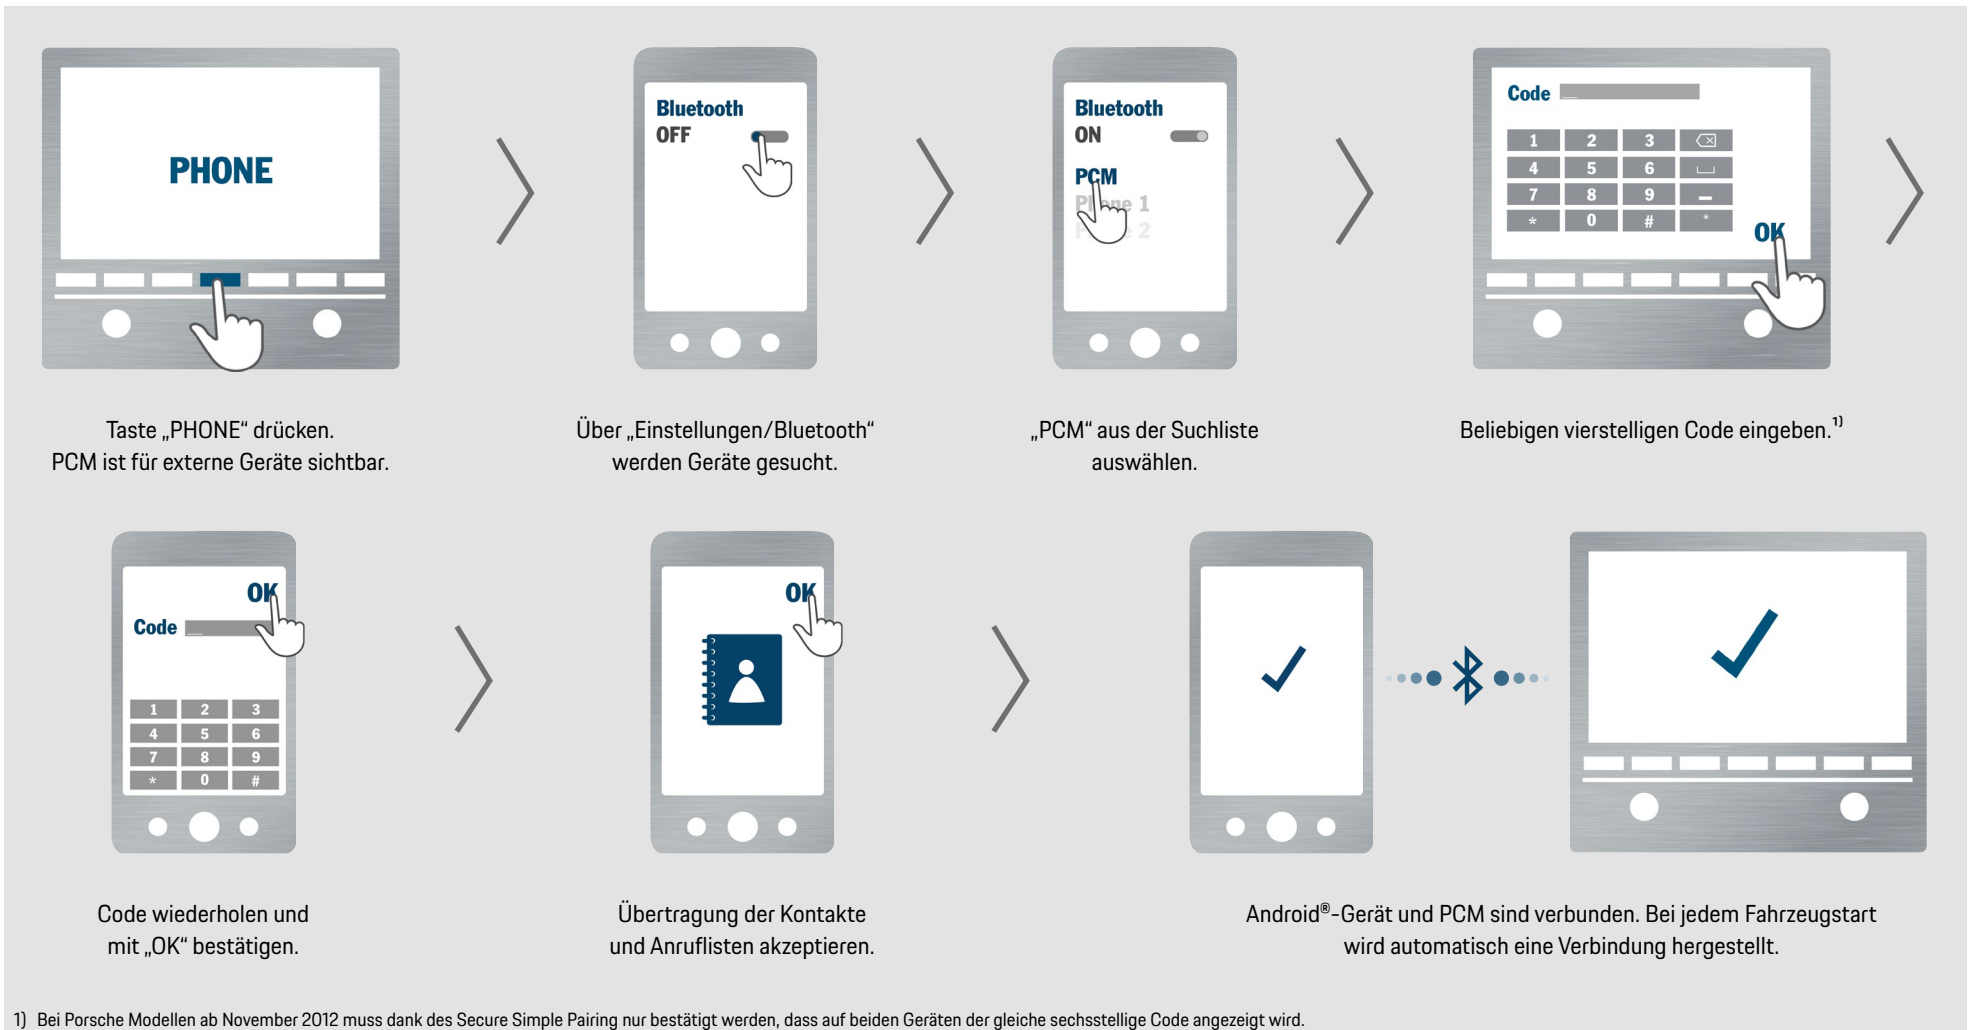 PHONE
Bluetooth
OFF
Bluetooth
ON
PCM
Phone 1
Phone 2
Code
1 2 3
4 5 6
7 8 9
* 0 # *
OK
Taste „PHONE“ drücken.
PCM ist für externe Geräte sichtbar.
Über „Einstellungen/Bluetooth“
werden Geräte gesucht.
„PCM“ aus der Suchliste
auswählen.
Beliebigen vierstelligen Code eingeben.¹⁾
OK
Code
1 2 3
4 5 6
7 8 9
* 0 #
OK
Code wiederholen und
mit „OK“ bestätigen.
Übertragung der Kontakte
und Anruflisten akzeptieren.
Android®-Gerät und PCM sind verbunden. Bei jedem Fahrzeugstart
wird automatisch eine Verbindung hergestellt.
1) Bei Porsche Modellen ab November 2012 muss dank des Secure Simple Pairing nur bestätigt werden, dass auf beiden Geräten der gleiche sechsstellige Code angezeigt wird.